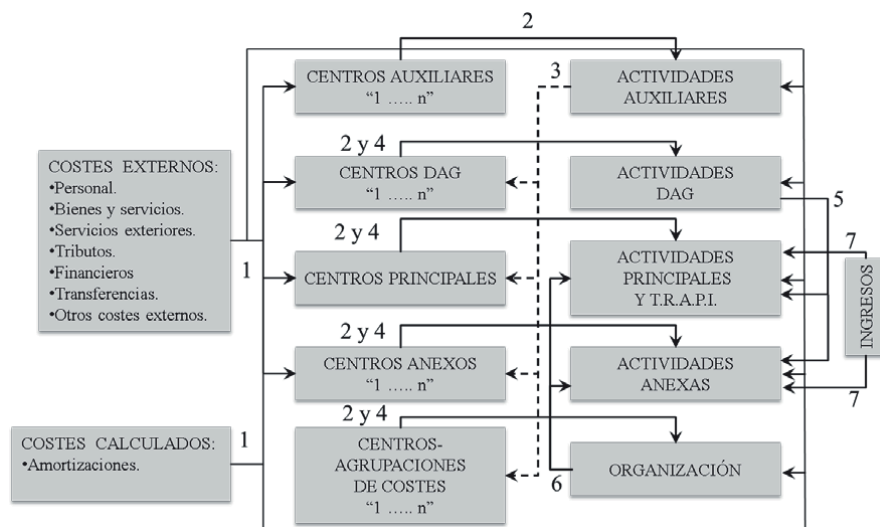 2
CENTROS AUXILIARES
“1 ..... n”
3
ACTIVIDADES
AUXILIARES
COSTES EXTERNOS:
•Personal.
•Bienes y servicios.
•Servicios exteriores.
•Tributos.
•Financieros
•Transferencias.
•Otros costes externos.
1
2 y 4
CENTROS DAG
“1 ..... n”
ACTIVIDADES
DAG
5
2 y 4
CENTROS PRINCIPALES
ACTIVIDADES
PRINCIPALES
Y T.R.A.P.I.
7
INGRESOS
2 y 4
CENTROS ANEXOS
“1 ..... n”
ACTIVIDADES
ANEXAS
7
COSTES CALCULADOS:
•Amortizaciones.
1
2 y 4
CENTROS-
AGRUPACIONES
DE COSTES
“1 ..... n”
6
ORGANIZACIÓN